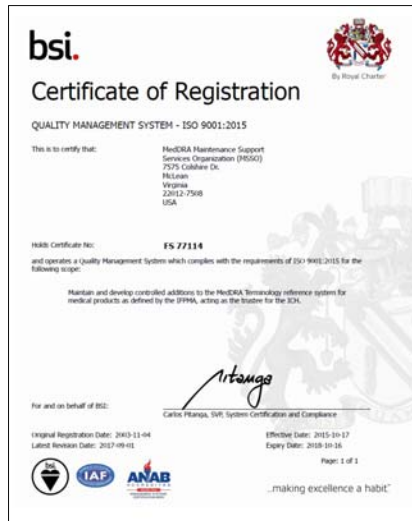 bsi.
By Royal Charter
Certificate of Registration
QUALITY MANAGEMENT SYSTEM - ISO 9001:2015
This is to certify that:
MedDRA Maintenance Support
Services Organization (MSSO)
7575 Colshire Dr.
McLean
Virginia
22012-7508
USA
Holds Certificate No:
FS 77114
and operates a Quality Management System which complies with the requirements of ISO 9001:2015 for the
following scope:
Maintain and develop controlled additions to the MedDRA Terminology reference system for
medical products as defined by the IFPMA, acting as the trustee for the ICH.
For and on behalf of BSI:
Carlos Pitanga, SVP, System Certification and Compliance
Original Registration Date: 2003-11-04
Effective Date: 2015-10-17
Latest Revision Date: 2017-09-01
Expiry Date: 2018-10-16
Page: 1 of 1
bsi.
IAF
ANAB
ACCREDITED
...making excellence a habit.™